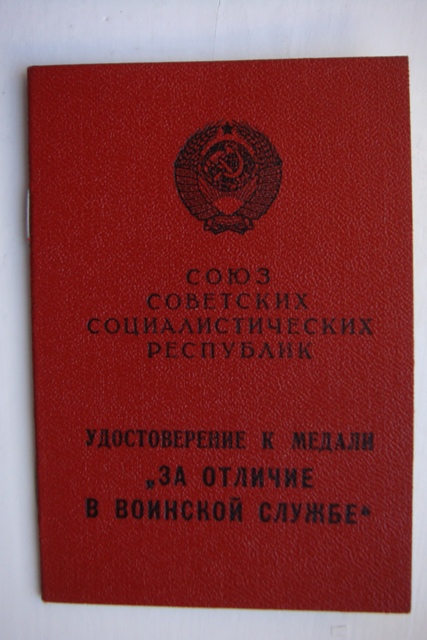 СОЮЗ
СОВЕТСКИХ
СОЦИАЛИСТИЧЕСКИХ
РЕСПУБЛИК
УДОСТОВЕРЕНИЕ К МЕДАЛИ
„ЗА ОТЛИЧИЕ
В ВОИНСКОЙ СЛУЖБЕ“